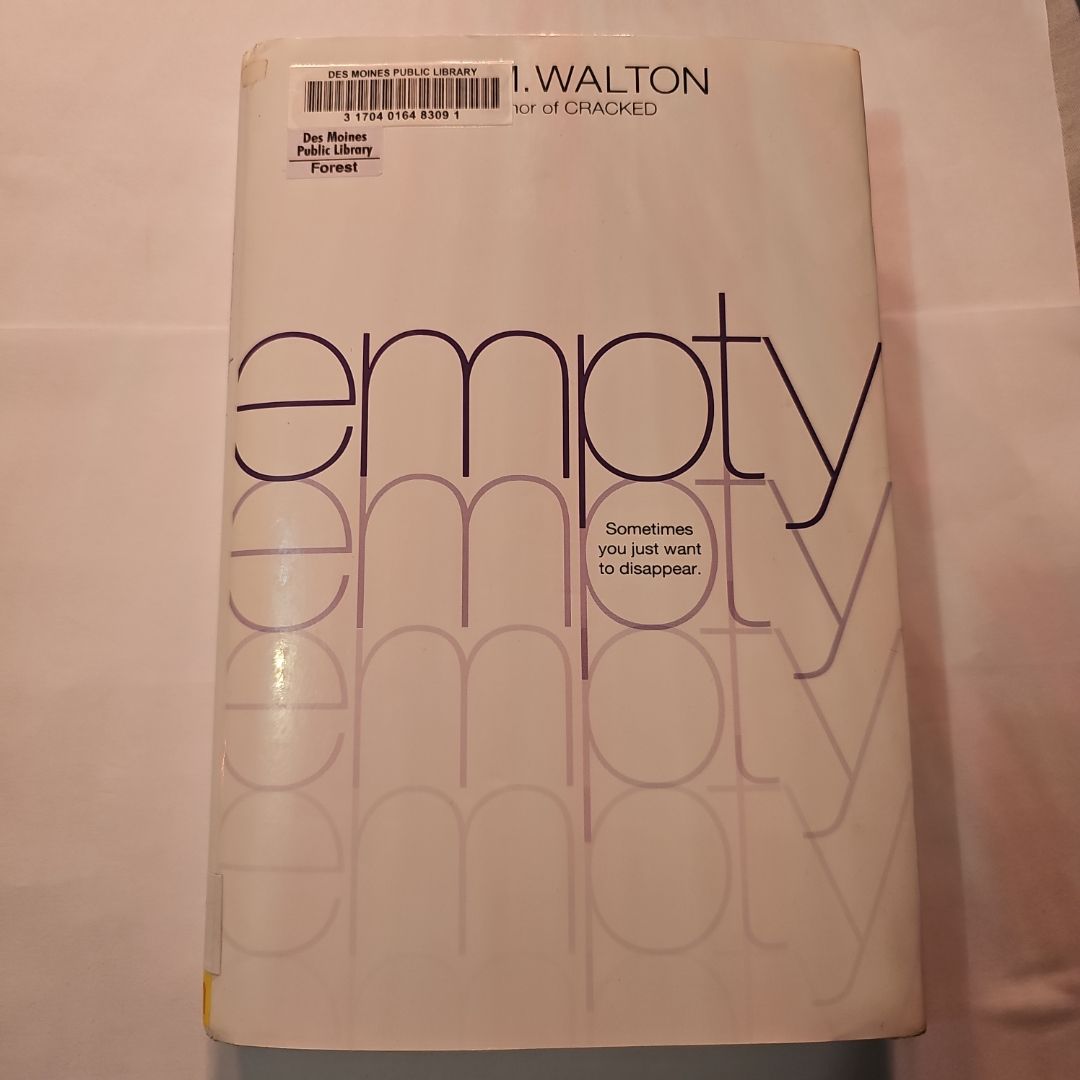 DES MOINES PUBLIC LIBRARY
3 1704 0164 8309 1
Des Moines
Public Library
Forest
M. WALTON
of CRACKED
empty
empty
Sometimes
you just want
to disappear.
empty
empty